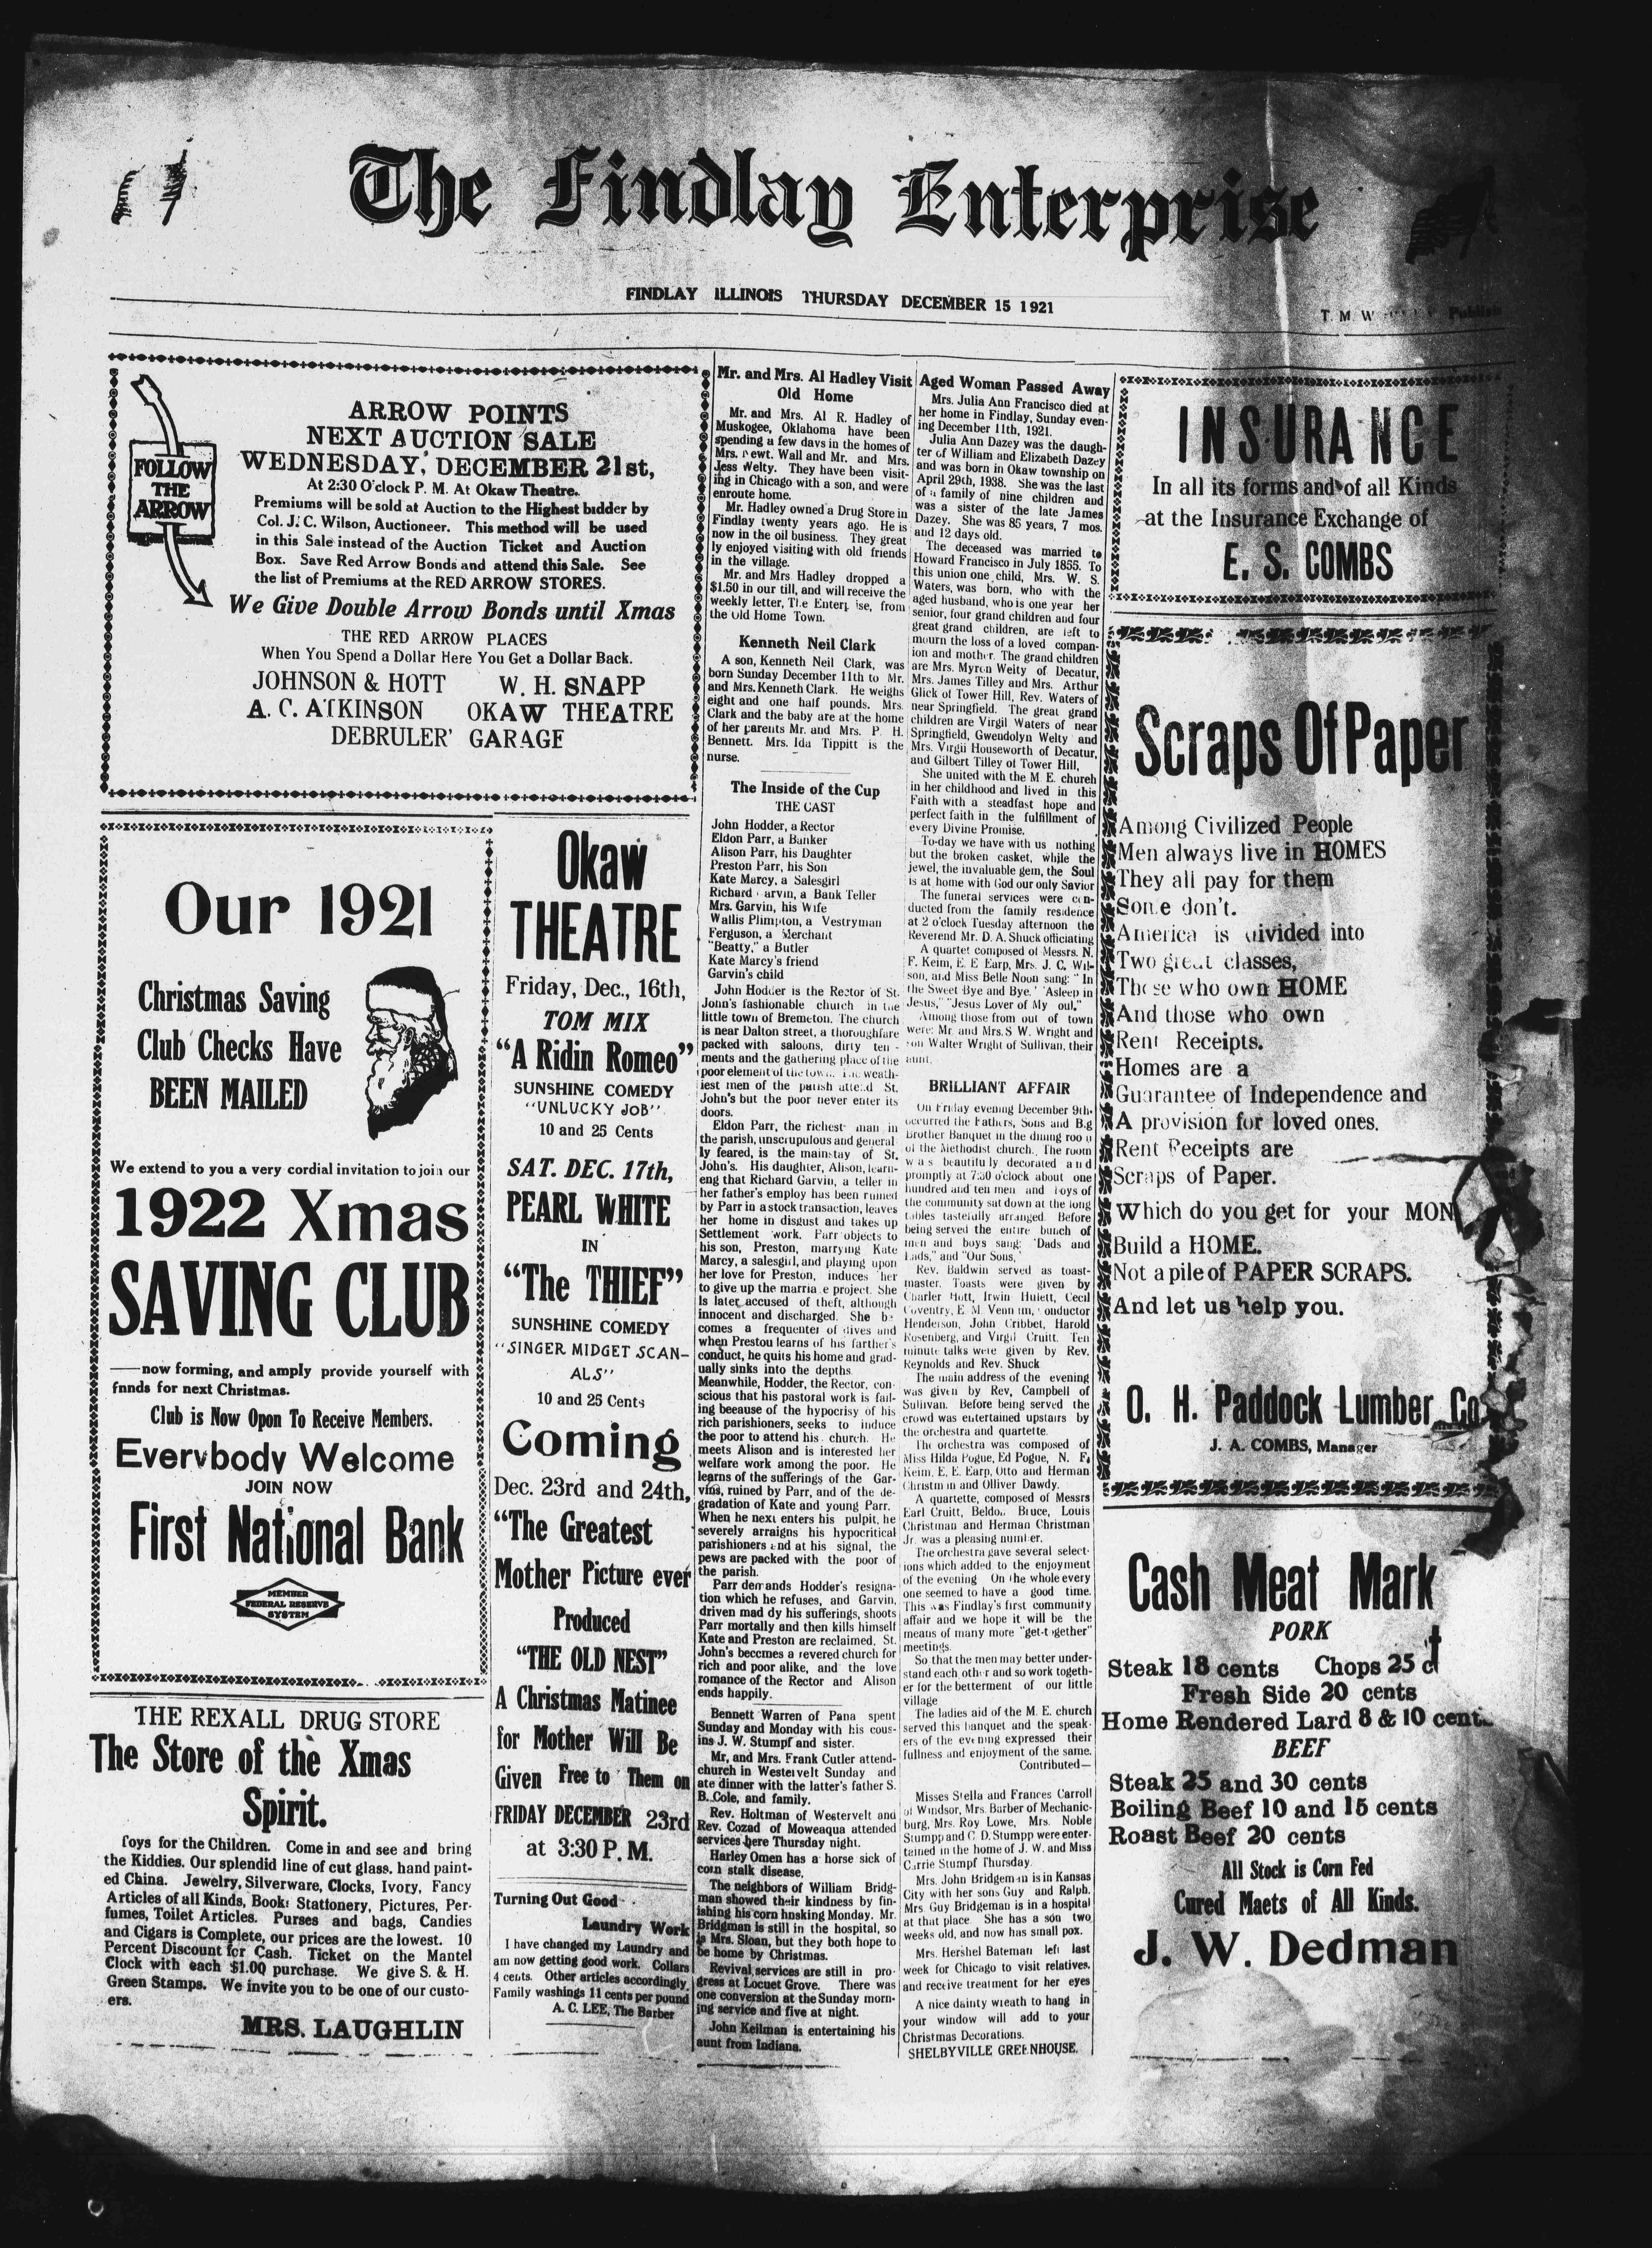 The Findlay Enterprise
FINDLAY ILLINOIS THURSDAY DECEMBER 15 1921
T. M. W
FOLLOW
THE
ARROW
ARROW POINTS
NEXT AUCTION SALE
WEDNESDAY, DECEMBER 21st,
At 2:30 O'clock P. M. At Okaw Theatre.
Premiums will be sold at Auction to the Highest bidder by
Col. J. C. Wilson, Auctioneer. This method will be used
in this Sale instead of the Auction Ticket and Auction
Box. Save Red Arrow Bonds and attend this Sale. See
the list of Premiums at the RED ARROW STORES.
We Give Double Arrow Bonds until Xmas
THE RED ARROW PLACES
When You Spend a Dollar Here You Get a Dollar Back.
JOHNSON & HOTT W. H. SNAPP
A. C. ATKINSON OKAW THEATRE
DEBRULER' GARAGE
Our 1921
Christmas Saving
Club Checks Have
BEEN MAILED
We extend to you a very cordial invitation to join our
1922 Xmas
SAVING CLUB
—now forming, and amply provide yourself with
fnnds for next Christmas.
Club is Now Opon To Receive Members.
Everybody Welcome
JOIN NOW
First National Bank
MEMBER
FEDERAL RESERVE
SYSTEM
THE REXALL DRUG STORE
The Store of the Xmas
Spirit.
Toys for the Children. Come in and see and bring
the Kiddies. Our splendid line of cut glass. hand paint-
ed China. Jewelry, Silverware, Clocks, Ivory, Fancy
Articles of all Kinds, Book: Stattonery, Pictures, Per-
fumes, Toilet Articles. Purses and bags, Candies
and Cigars is Complete, our prices are the lowest. 10
Percent Discount for Cash. Ticket on the Mantel
Clock with each $1.00 purchase. We give S. & H.
Green Stamps. We invite you to be one of our custo-
ers.
MRS. LAUGHLIN
Okaw
THEATRE
Friday, Dec., 16th,
TOM MIX
"A Ridin Romeo"
SUNSHINE COMEDY
"UNLUCKY JOB"
10 and 25 Cents
SAT. DEC. 17th,
PEARL WHITE
IN
"The THIEF"
SUNSHINE COMEDY
"SINGER MIDGET SCAN-
ALS"
10 and 25 Cents
Coming
Dec. 23rd and 24th,
"The Greatest
Mother Picture ever
Produced
"THE OLD NEST"
A Christmas Matinee
for Mother Will Be
Given Free to Them on
FRIDAY DECEMBER 23rd
at 3:30 P. M.
Turning Out Good
Laundry Work
I have changed my Laundry and
am now getting good work. Collars
4 cents. Other articles accordingly,
Family washings 11 cents per pound
A. C. LEE, The Barber
Mr. and Mrs. Al Hadley Visit
Old Home
Mr. and Mrs. Al R. Hadley of
Muskogee, Oklahoma have been
spending a few days in the homes of
Mrs. Newt. Wall and Mr. and Mrs.
Jess Welty. They have been visit-
ing in Chicago with a son, and were
enroute home.
Mr. Hadley owned a Drug Store in
Findlay twenty years ago. He is
now in the oil business. They great
ly enjoyed visiting with old friends
in the village.
Mr. and Mrs Hadley dropped a
$1.50 in our till, and will receive the
weekly letter, The Enterprise, from
the Old Home Town.
Kenneth Neil Clark
A son, Kenneth Neil Clark, was
born Sunday December 11th to Mr.
and Mrs. Kenneth Clark. He weighs
eight and one half pounds. Mrs.
Clark and the baby are at the home
of her parents Mr. and Mrs. P. H.
Bennett. Mrs. Ida Tippitt is the
nurse.
The Inside of the Cup
THE CAST
John Hodder, a Rector
Eldon Parr, a Banker
Alison Parr, his Daughter
Preston Parr, his Son
Kate Marcy, a Salesgirl
Richard Garvin, a Bank Teller
Mrs. Garvin, his Wife
Wallis Plimpton, a Vestryman
Ferguson, a Merchant
"Beatty," a Butler
Kate Marcy's friend
Garvin's child
John Hodder is the Rector of St.
John's fashionable church in the
little town of Bremeton. The church
is near Dalton street, a thoroughfare
packed with saloons, dirty ten-
ments and the gathering place of the
poor element of the town. The weath-
iest men of the parish attend St.
John's but the poor never enter its
doors.
Eldon Parr, the richest man in
the parish, unscrupulous and general
ly feared, is the mainstay of St.
John's. His daughter, Alison, learn-
eng that Richard Garvin, a teller in
her father's employ has been ruined
by Parr in a stock transaction, leaves
her home in disgust and takes up
Settlement work. Parr objects to
his son, Preston, marrying Kate
Marcy, a salesgirl, and playing upon
her love for Preston, induces her
to give up the marriage project. She
Is later accused of theft, although
innocent and discharged. She be-
comes a frequenter of dives and
when Preston learns of his farther's
conduct, he quits his home and grad-
ually sinks into the depths
Meanwhile, Hodder, the Rector, con-
scious that his pastoral work is fail-
ing beeause of the hypocrisy of his
rich parishioners, seeks to induce
the poor to attend his church. He
meets Alison and is interested her
welfare work among the poor. He
learns of the sufferings of the Gar-
vins, ruined by Parr, and of the de-
gradation of Kate and young Parr.
When he next enters his pulpit, he
severely arraigns his hypocritical
parishioners and at his signal, the
pews are packed with the poor of
the parish.
Parr demands Hodder's resigna-
tion which he refuses, and Garvin,
driven mad dy his sufferings, shoots
Parr mortally and then kills himself
Kate and Preston are reclaimed, St.
John's becomes a revered church for
rich and poor alike, and the love
romance of the Rector and Alison
ends happily.
Bennett Warren of Pana spent
Sunday and Monday with his cous-
ins J. W. Stumpf and sister.
Mr, and Mrs. Frank Cutler attend-
church in Westervelt Sunday and
ate dinner with the latter's father S.
B. Cole, and family.
Rev. Holtman of Westervelt and
Rev. Cozad of Moweaqua attended
services here Thursday night.
Harley Omen has a horse sick of
corn stalk disease.
The neighbors of William Bridg-
man showed their kindness by fin-
ishing his corn hnsking Monday. Mr.
Bridgman is still in the hospital, so
is Mrs. Sloan, but they both hope to
be home by Christmas.
Revival services are still in pro-
gress at Locuet Grove. There was
one conversion at the Sunday morn-
ing service and five at night.
John Keilman is entertaining his
aunt from Indiana.
Aged Woman Passed Away
Mrs. Julia Ann Francisco died at
her home in Findlay, Sunday even-
ing December 11th, 1921.
Julia Ann Dazey was the daugh-
ter of William and Elizabeth Dazey
and was born in Okaw township on
April 29th, 1938. She was the last
of a family of nine children and
was a sister of the late James
Dazey. She was 85 years, 7 mos.
and 12 days old.
The deceased was married to
Howard Francisco in July 1855. To
this union one child, Mrs. W. S.
Waters, was born, who with the
aged husband, who is one year her
senior, four grand children and four
great grand children, are left to
mourn the loss of a loved compan-
ion and mother. The grand children
are Mrs. Myron Welty of Decatur,
Mrs. James Tilley and Mrs. Arthur
Glick of Tower Hill, Rev. Waters of
near Springfield. The great grand
children are Virgil Waters of near
Springfield, Gwendolyn Welty and
Mrs. Virgil Houseworth of Decatur,
and Gilbert Tilley of Tower Hill,
She united with the M. E. church
in her childhood and lived in this
Faith with a steadfast hope and
perfect faith in the fulfillment of
every Divine Promise.
To-day we have with us nothing
but the broken casket, while the
jewel, the invaluable gem, the Soul
is at home with God our only Savior
The funeral services were con-
ducted from the family residence
at 2 o'clock Tuesday afternoon the
Reverend Mr. D. A. Shuck officiating
A quartet composed of Messrs. N.
F. Keim, E. E Earp, Mrs. J. C. Wil-
son, and Miss Belle Noon sang: "In
the Sweet Bye and Bye." 'Asleep in
Jesus," "Jesus Lover of My oul."
Among those from out of town
were: Mr. and Mrs. S W. Wright and
son Walter Wright of Sullivan, their
aunt.
BRILLIANT AFFAIR
On Friday evening December 9th.
occurred the Fathers, Sons and Big
Brother Banquet in the dining room
of the Methodist church. The room
was beautifully decorated and
promptly at 7:30 o'clock about one
hundred and ten men and boys of
the community sat down at the long
tables tastefully arranged. Before
being served the entire bunch of
men and boys sang: 'Dads and
Lads," and "Our Sons,'
Rev. Baldwin served as toast-
master. Toasts were given by
Charler Hott, Irwin Hulett, Cecil
Coventry, E. M. Vennum, Conductor
Henderson, John Cribbet, Harold
Rosenberg, and Virgil Cruitt. Ten
minute talks were given by Rev.
Reynolds and Rev. Shuck
The main address of the evening
was given by Rev, Campbell of
Sullivan. Before being served the
crowd was entertained upstairs by
the orchestra and quartette.
The orchestra was composed of
Miss Hilda Pogue, Ed Pogue, N. F.
Keim, E. E. Earp, Otto and Herman
Christman and Olliver Dawdy.
A quartette, composed of Messrs
Earl Cruitt, Beldon Bruce, Louis
Christman and Herman Christman
Jr. was a pleasing number.
The orchestra gave several select-
ions which added to the enjoyment
of the evening On the whole every
one seemed to have a good time.
This was Findlay's first community
affair and we hope it will be the
means of many more "get-together"
meetings.
So that the men may better under-
stand each other and so work togeth-
er for the betterment of our little
village
The ladies aid of the M. E. church
served this banquet and the speak-
ers of the evening expressed their
fullness and enjoyment of the same.
Contributed—
Misses Stella and Frances Carroll
of Windsor, Mrs. Barber of Mechanic-
burg, Mrs. Roy Lowe, Mrs. Noble
Stumpp and C. D. Stumpp were enter-
tained in the home of J. W. and Miss
Carrie Stumpf Thursday.
Mrs. John Bridgeman is in Kansas
City with her sons Guy and Ralph.
Mrs. Guy Bridgeman is in a hospital
at that place She has a son two
weeks old, and now has small pox.
Mrs. Hershel Bateman left last
week for Chicago to visit relatives,
and receive treatment for her eyes
A nice dainty wreath to hang in
your window will add to your
Christmas Decorations.
SHELBYVILLE GREENHOUSE.
INSURANCE
In all its forms and of all Kinds
at the Insurance Exchange of
E. S. COMBS
Scraps Of Paper
Among Civilized People
Men always live in HOMES
They all pay for them
Some don't.
America is divided into
Two great classes,
Those who own HOME
And those who own
Rent Receipts.
Homes are a
Guarantee of Independence and
A provision for loved ones.
Rent Receipts are
Scraps of Paper.
Which do you get for your MON
Build a HOME.
Not a pile of PAPER SCRAPS.
And let us help you.
O. H. Paddock Lumber Co
J. A. COMBS, Manager
Cash Meat Mark
PORK
Steak 18 cents Chops 25 c
Fresh Side 20 cents
Home Rendered Lard 8 & 10 cent
BEEF
Steak 25 and 30 cents
Boiling Beef 10 and 15 cents
Roast Beef 20 cents
All Stock is Corn Fed
Cured Maets of All Kinds.
J. W. Dedman